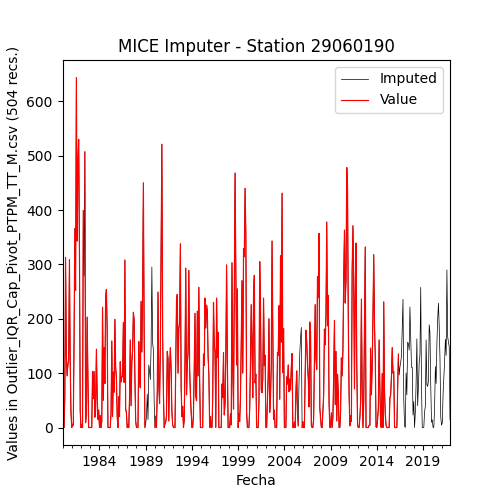 MICE Imputer - Station 29060190
Imputed
Value
Values in Outlier_IQR_Cap_Pivot_PTPM_TT_M.csv (504 recs.)
600
500
400
300
200
100
0
1984 1989 1994 1999 2004 2009 2014 2019
Fecha